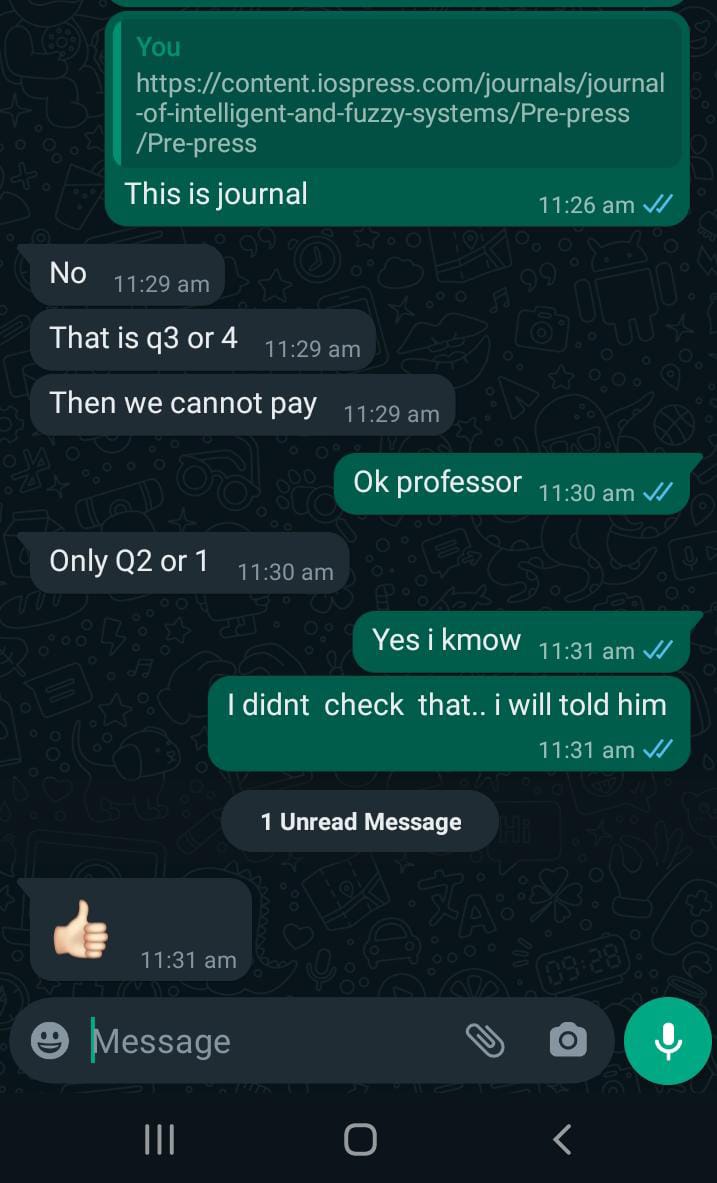 You
https://content.iospress.com/journals/journal
-of-intelligent-and-fuzzy-systems/Pre-press
/Pre-press
This is journal
11:26 am
No 11:29 am
That is q3 or 4 11:29 am
Then we cannot pay 11:29 am
Ok professor 11:30 am
Only Q2 or 1 11:30 am
Yes i kmow 11:31 am
I didnt  check  that.. i will told him
11:31 am
1 Unread Message
👍🏻 11:31 am
Message